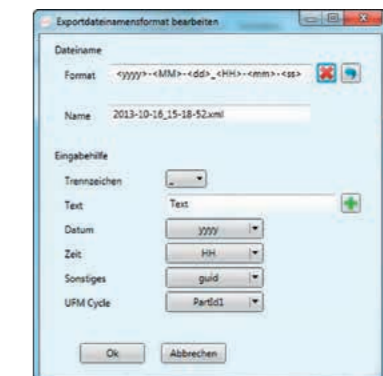 Exportdateinamensformat bearbeiten
Dateiname
Format <yyyy>-<MM>-<dd>_<HH>-<mm>-<ss>
Name 2013-10-16_15-18-52.xml
Eingabehilfe
Trennzeichen _
Text Text
Datum yyyy
Zeit HH
Sonstiges guid
UFM Cycle PartId1
Ok Abbrechen